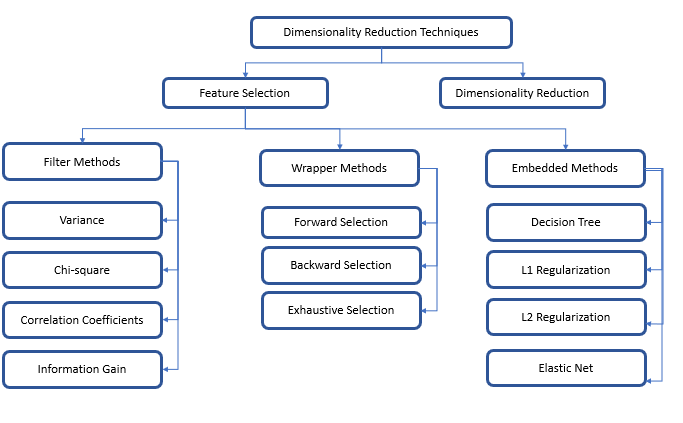 Dimensionality Reduction Techniques
Feature Selection
Dimensionality Reduction
Filter Methods
Variance
Chi-square
Correlation Coefficients
Information Gain
Wrapper Methods
Forward Selection
Backward Selection
Exhaustive Selection
Embedded Methods
Decision Tree
L1 Regularization
L2 Regularization
Elastic Net